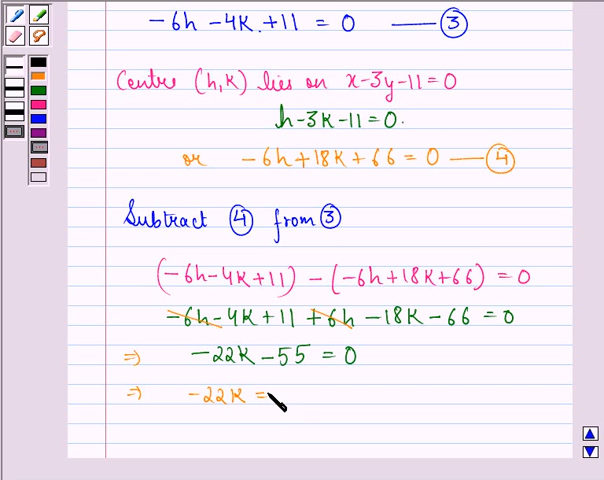 -6h - 4k + 11 = 0 —— ③
Centre (h,k) lies on x-3y-11=0
h-3k-11=0.
or -6h+18k+66=0 —— ④
Subtract ④ from ③
(-6h-4k+11) - (-6h+18k+66) = 0
-6h-4k+11+6h-18k-66 = 0
⇒ -22k-55 = 0
⇒ -22k =